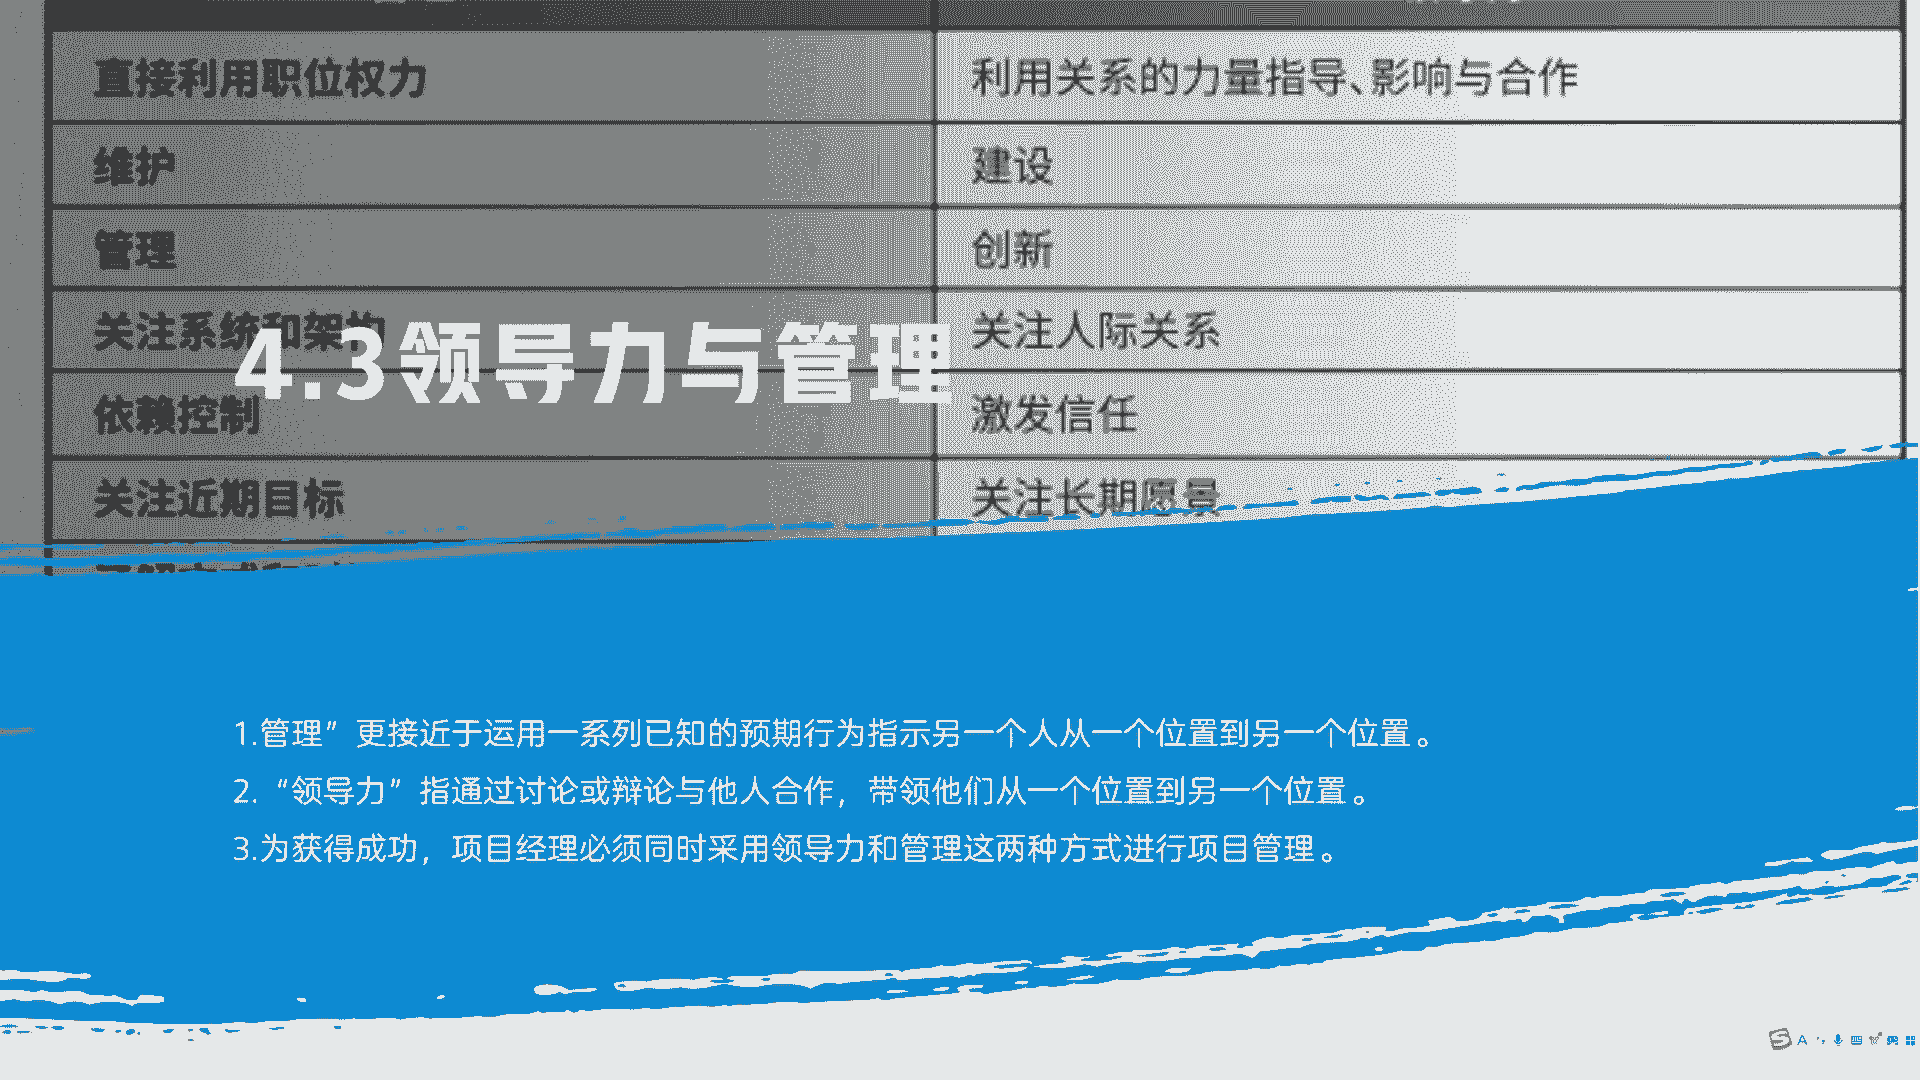 直接利用职位权力 利用关系的力量指导、影响与合作
维护 建设
管理 创新
关注系统和架构 关注人际关系
4.3领导力与管理
依赖控制 激发信任
关注近期目标 关注长期愿景
1.管理”更接近于运用一系列已知的预期行为指示另一个人从一个位置到另一个位置。
2.“领导力”指通过讨论或辩论与他人合作，带领他们从一个位置到另一个位置。
3.为获得成功，项目经理必须同时采用领导力和管理这两种方式进行项目管理。